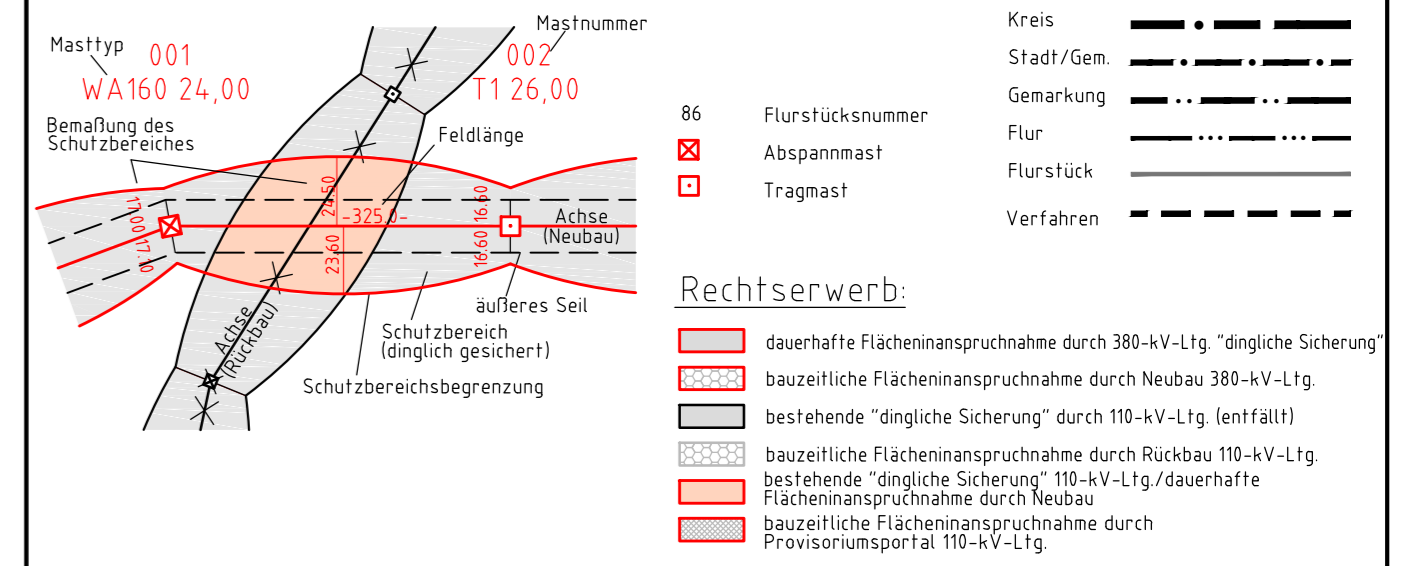 Masttyp
001
WA160 24,00
Mastnummer
002
T1 26,00
Bemaßung des
Schutzbereiches
Feldlänge
17.00 17.10
24.50
23.60
-325.0-
16.60 16.60
Achse
(Neubau)
äußeres Seil
Achse
(Rückbau)
Schutzbereich
(dinglich gesichert)
Schutzbereichsbegrenzung
86 Flurstücksnummer
Abspannmast
Tragmast
Kreis
Stadt/Gem.
Gemarkung
Flur
Flurstück
Verfahren
Rechtserwerb:
dauerhafte Flächeninanspruchnahme durch 380-kV-Ltg. "dingliche Sicherung"
bauzeitliche Flächeninanspruchnahme durch Neubau 380-kV-Ltg.
bestehende "dingliche Sicherung" durch 110-kV-Ltg. (entfällt)
bauzeitliche Flächeninanspruchnahme durch Rückbau 110-kV-Ltg.
bestehende "dingliche Sicherung" 110-kV-Ltg./dauerhafte
Flächeninanspruchnahme durch Neubau
bauzeitliche Flächeninanspruchnahme durch
Provisoriumsportal 110-kV-Ltg.